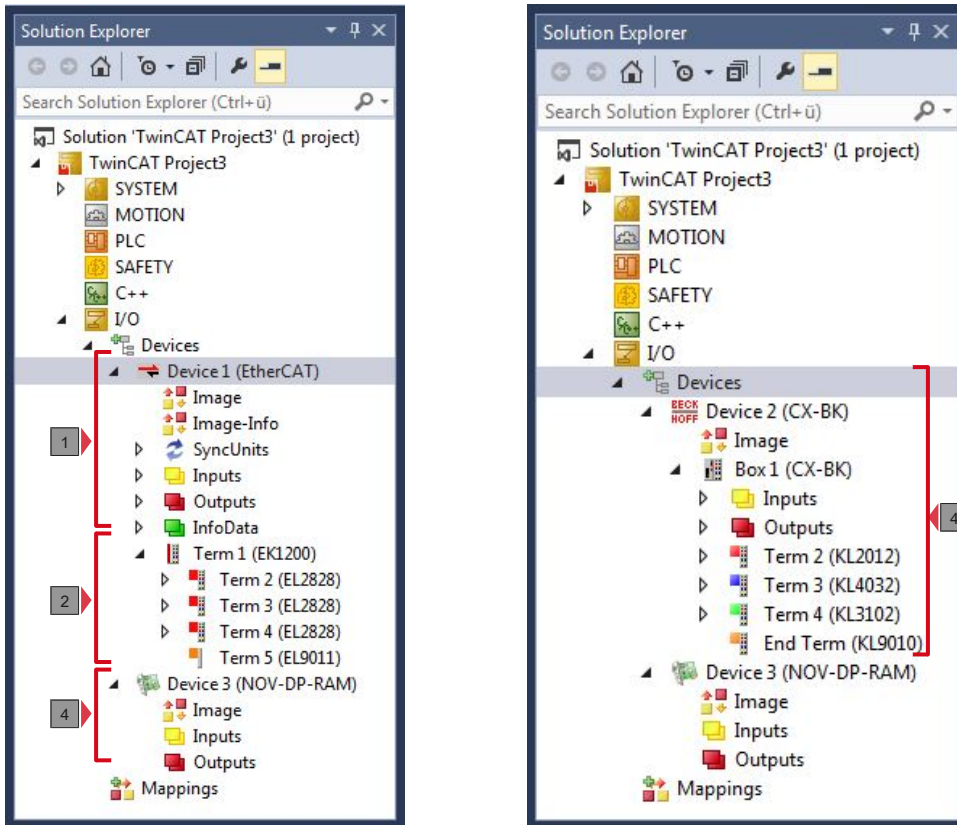 Solution Explorer
Search Solution Explorer (Ctrl+ü)
Solution 'TwinCAT Project3' (1 project)
TwinCAT Project3
SYSTEM
MOTION
PLC
SAFETY
C++
I/O
Devices
Device 1 (EtherCAT)
Image
Image-Info
1
SyncUnits
Inputs
Outputs
InfoData
Term 1 (EK1200)
Term 2 (EL2828)
2
Term 3 (EL2828)
Term 4 (EL2828)
Term 5 (EL9011)
Device 3 (NOV-DP-RAM)
4
Image
Inputs
Outputs
Mappings
Solution Explorer
Search Solution Explorer (Ctrl+ü)
Solution 'TwinCAT Project3' (1 project)
TwinCAT Project3
SYSTEM
MOTION
PLC
SAFETY
C++
I/O
Devices
BECK
HOFF
Device 2 (CX-BK)
Image
Box 1 (CX-BK)
Inputs
4
Outputs
Term 2 (KL2012)
Term 3 (KL4032)
Term 4 (KL3102)
End Term (KL9010)
Device 3 (NOV-DP-RAM)
Image
Inputs
Outputs
Mappings